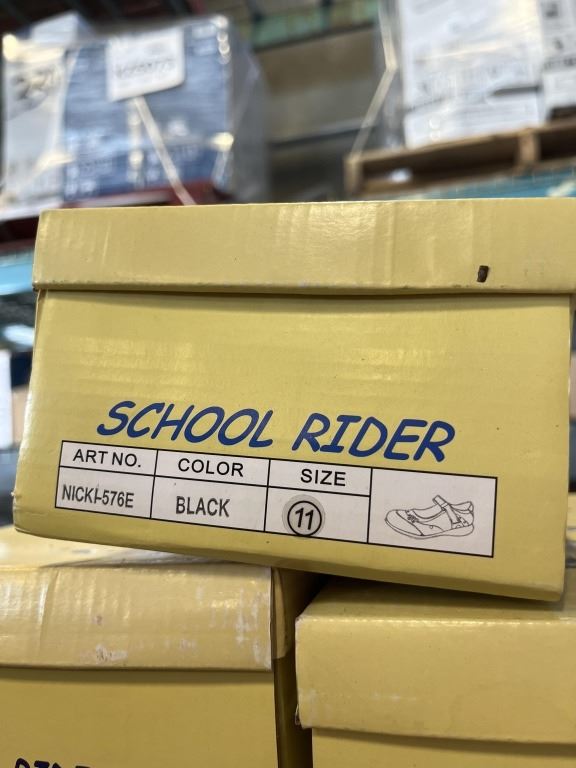 SCHOOL RIDER
ART NO. COLOR SIZE
NICKI-576E BLACK 11